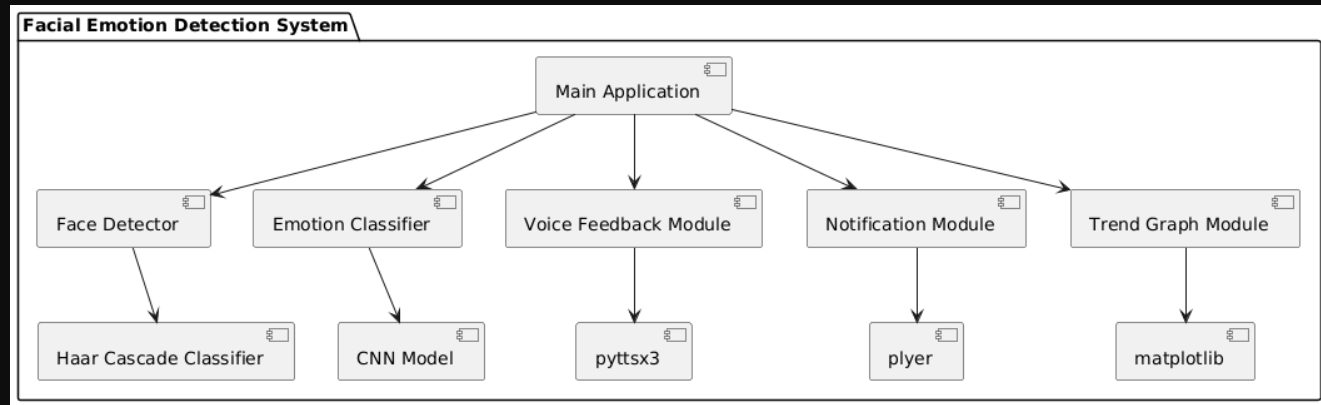 Facial Emotion Detection System
Main Application
Face Detector
Emotion Classifier
Voice Feedback Module
Notification Module
Trend Graph Module
Haar Cascade Classifier
CNN Model
pyttsx3
plyer
matplotlib